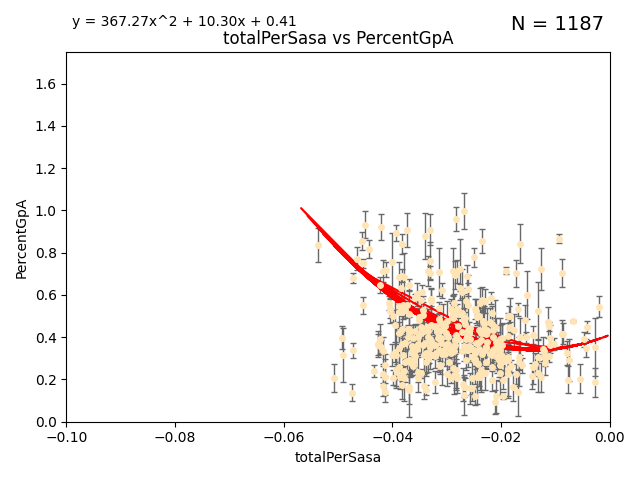 y = 367.27x^2 + 10.30x + 0.41
N = 1187
totalPerSasa vs PercentGpA
1.6
1.4
1.2
1.0
0.8
0.6
0.4
0.2
0.0
PercentGpA
−0.10 −0.08 −0.06 −0.04 −0.02 0.00
totalPerSasa